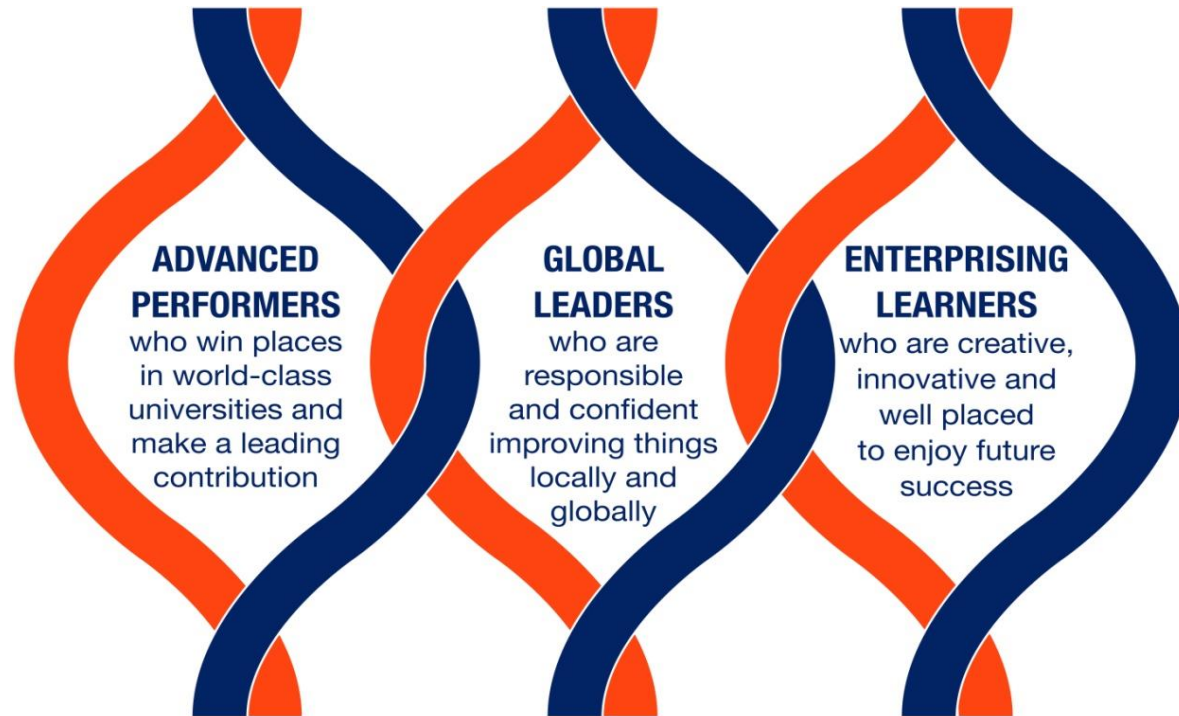 ADVANCED
PERFORMERS
who win places
in world-class
universities and
make a leading
contribution
GLOBAL
LEADERS
who are
responsible
and confident
improving things
locally and
globally
ENTERPRISING
LEARNERS
who are creative,
innovative and
well placed
to enjoy future
success